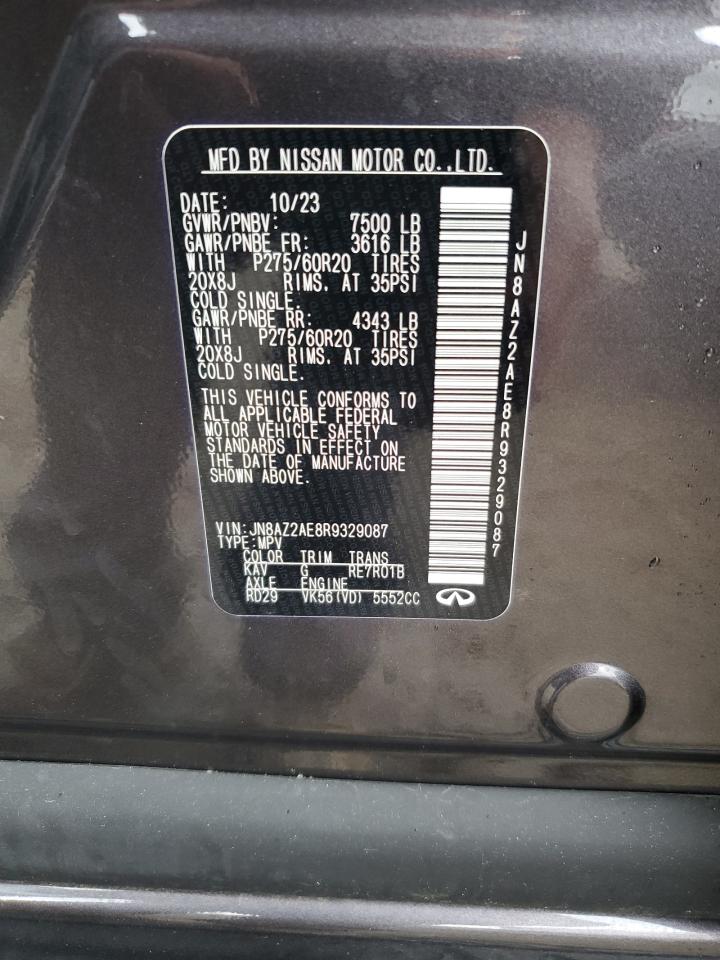 MFD BY NISSAN MOTOR CO.,LTD.
DATE: 10/23
GVWR/PNBV: 7500 LB
GAWR/PNBE FR: 3616 LB
WITH P275/60R20 TIRES
20X8J RIMS, AT 35PSI
COLD SINGLE.
GAWR/PNBE RR: 4343 LB
WITH P275/60R20 TIRES
20X8J RIMS, AT 35PSI
COLD SINGLE.
THIS VEHICLE CONFORMS TO
ALL APPLICABLE FEDERAL
MOTOR VEHICLE SAFETY
STANDARDS IN EFFECT ON
THE DATE OF MANUFACTURE
SHOWN ABOVE.
VIN:JN8AZ2AE8R9329087
TYPE:MPV
COLOR TRIM TRANS
KAV G RE7R01B
AXLE ENGINE
RD29 VK56(VD) 5552CC
JN8AZ2AE8R9329087